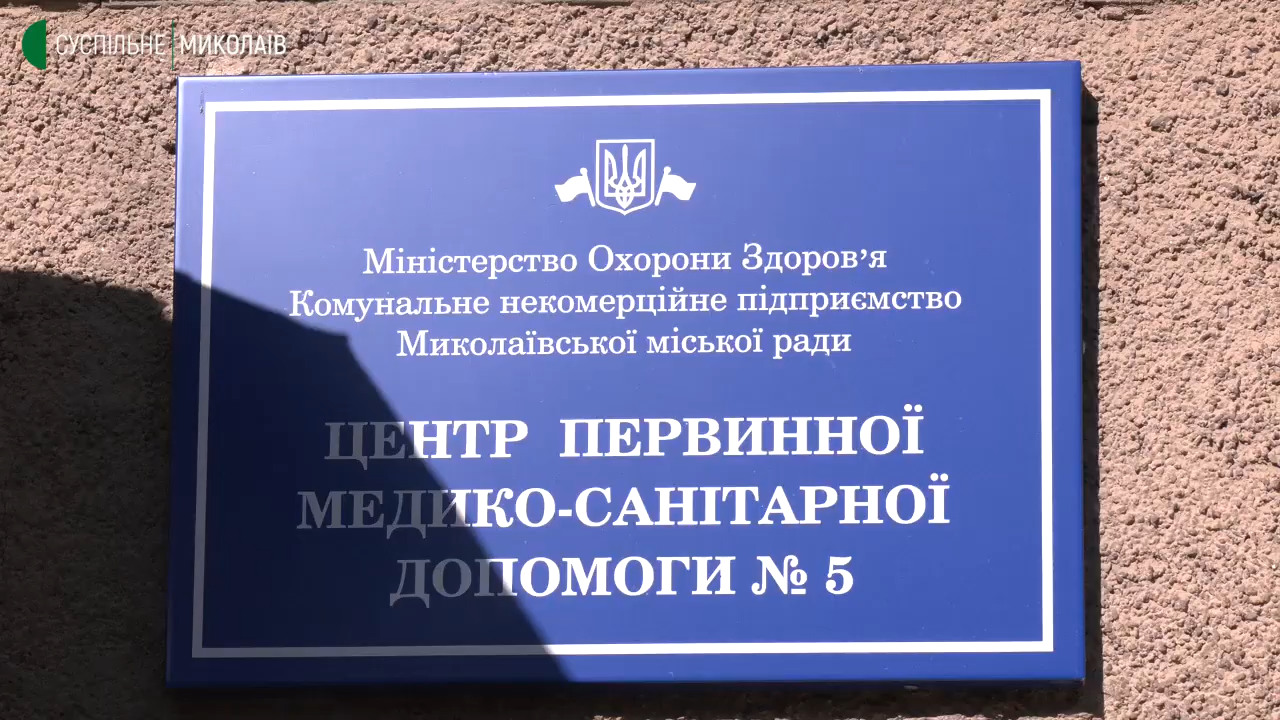 СУСПІЛЬНЕ МИКОЛАЇВ
Міністерство Охорони Здоров’я
Комунальне некомерційне підприємство
Миколаївської міської ради
ЦЕНТР ПЕРВИННОЇ
МЕДИКО-САНІТАРНОЇ
ДОПОМОГИ № 5